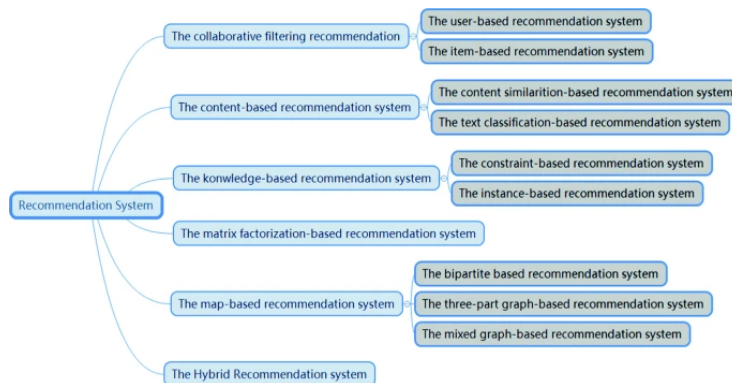 Recommendation System
The collaborative filtering recommendation
The user-based recommendation system
The item-based recommendation system
The content-based recommendation system
The content similarition-based recommendation system
The text classification-based recommendation system
The konwledge-based recommendation system
The constraint-based recommendation system
The instance-based recommendation system
The matrix factorization-based recommendation system
The map-based recommendation system
The bipartite based recommendation system
The three-part graph-based recommendation system
The mixed graph-based recommendation system
The Hybrid Recommendation system